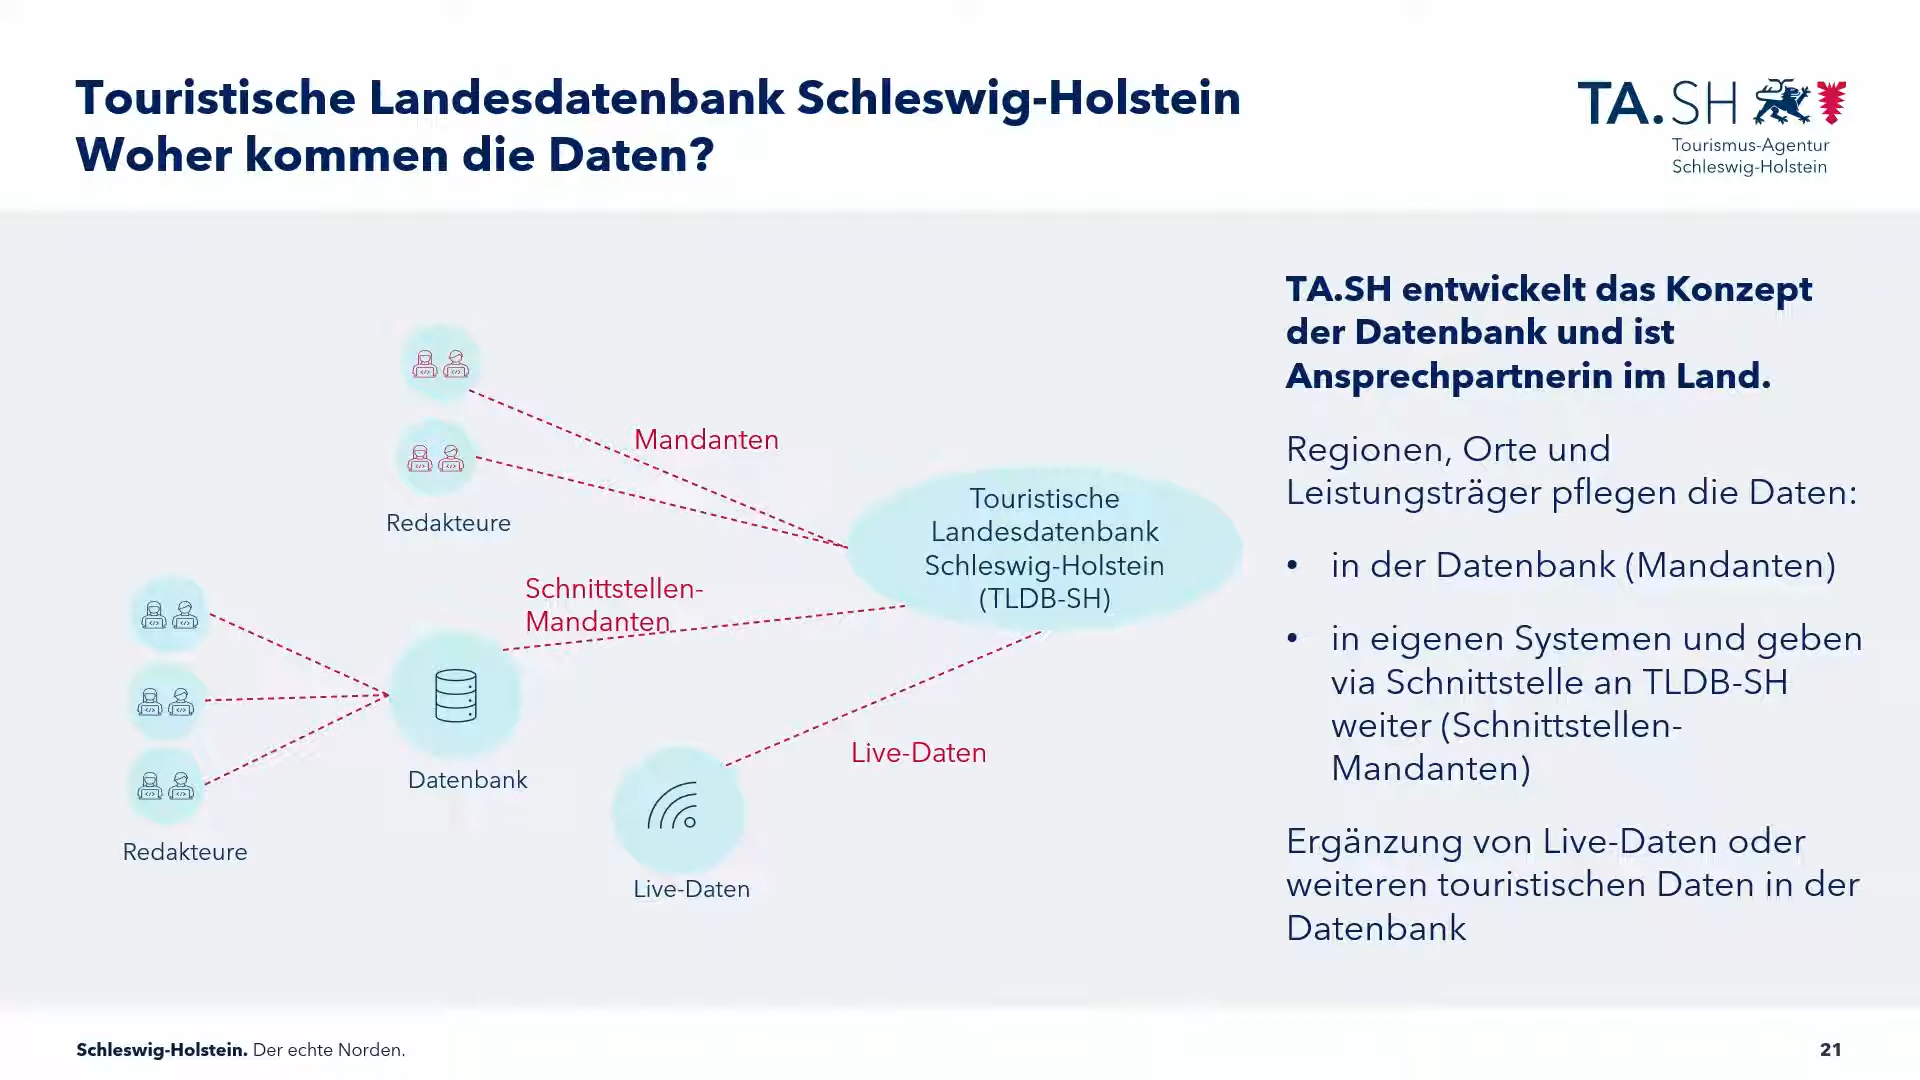 Touristische Landesdatenbank Schleswig-Holstein
Woher kommen die Daten?
TA.SH
Tourismus-Agentur
Schleswig-Holstein
Mandanten
Redakteure
Touristische
Landesdatenbank
Schleswig-Holstein
(TLDB-SH)
Schnittstellen-
Mandanten
Datenbank
Redakteure
Live-Daten
Live-Daten
TA.SH entwickelt das Konzept
der Datenbank und ist
Ansprechpartnerin im Land.
Regionen, Orte und
Leistungsträger pflegen die Daten:
• in der Datenbank (Mandanten)
• in eigenen Systemen und geben
via Schnittstelle an TLDB-SH
weiter (Schnittstellen-
Mandanten)
Ergänzung von Live-Daten oder
weiteren touristischen Daten in der
Datenbank
Schleswig-Holstein. Der echte Norden.
21